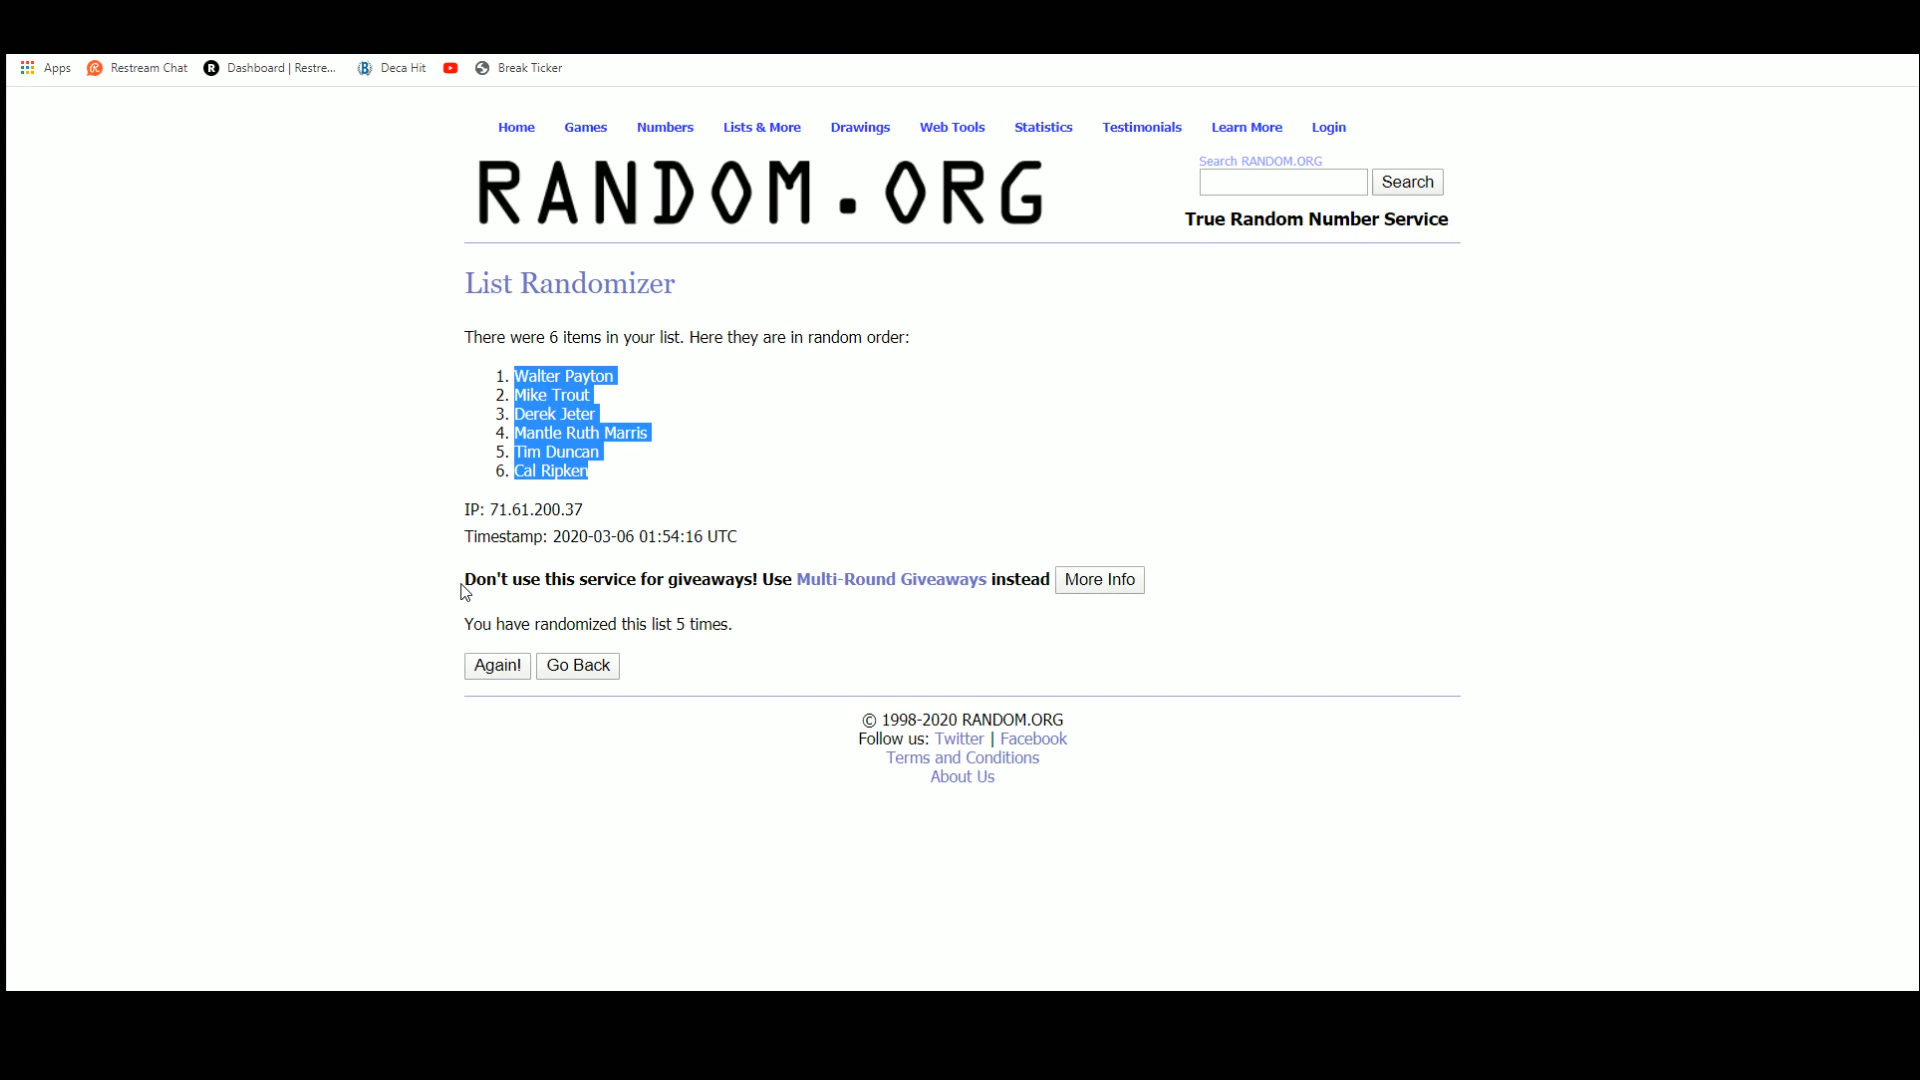 Apps Restream Chat Dashboard | Restre... Deca Hit Break Ticker
Home Games Numbers Lists & More Drawings Web Tools Statistics Testimonials Learn More Login
RANDOM.ORG
Search RANDOM.ORG
Search
True Random Number Service
List Randomizer
There were 6 items in your list. Here they are in random order:
1. Walter Payton
2. Mike Trout
3. Derek Jeter
4. Mantle Ruth Marris
5. Tim Duncan
6. Cal Ripken
IP: 71.61.200.37
Timestamp: 2020-03-06 01:54:16 UTC
Don't use this service for giveaways! Use Multi-Round Giveaways instead More Info
You have randomized this list 5 times.
Again! Go Back
© 1998-2020 RANDOM.ORG
Follow us: Twitter | Facebook
Terms and Conditions
About Us